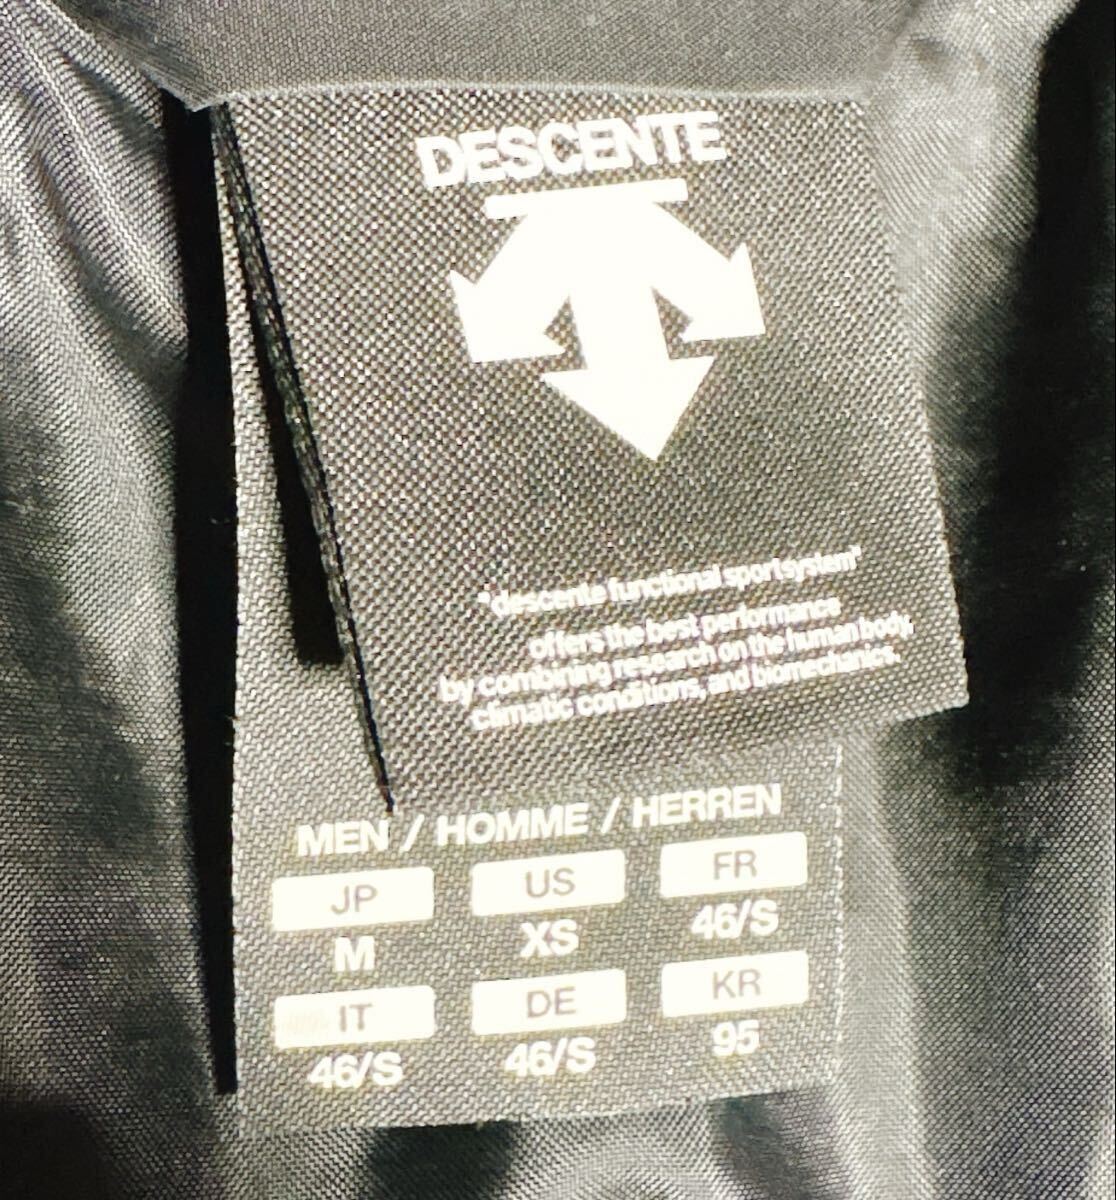 DESCENTE
"descente functional sportsystem"
offers the best performance
by combining research on the human body,
climatic conditions, and biomechanics.
MEN / HOMME / HERREN
JP US FR
M XS 46/S
IT DE KR
46/S 46/S 95